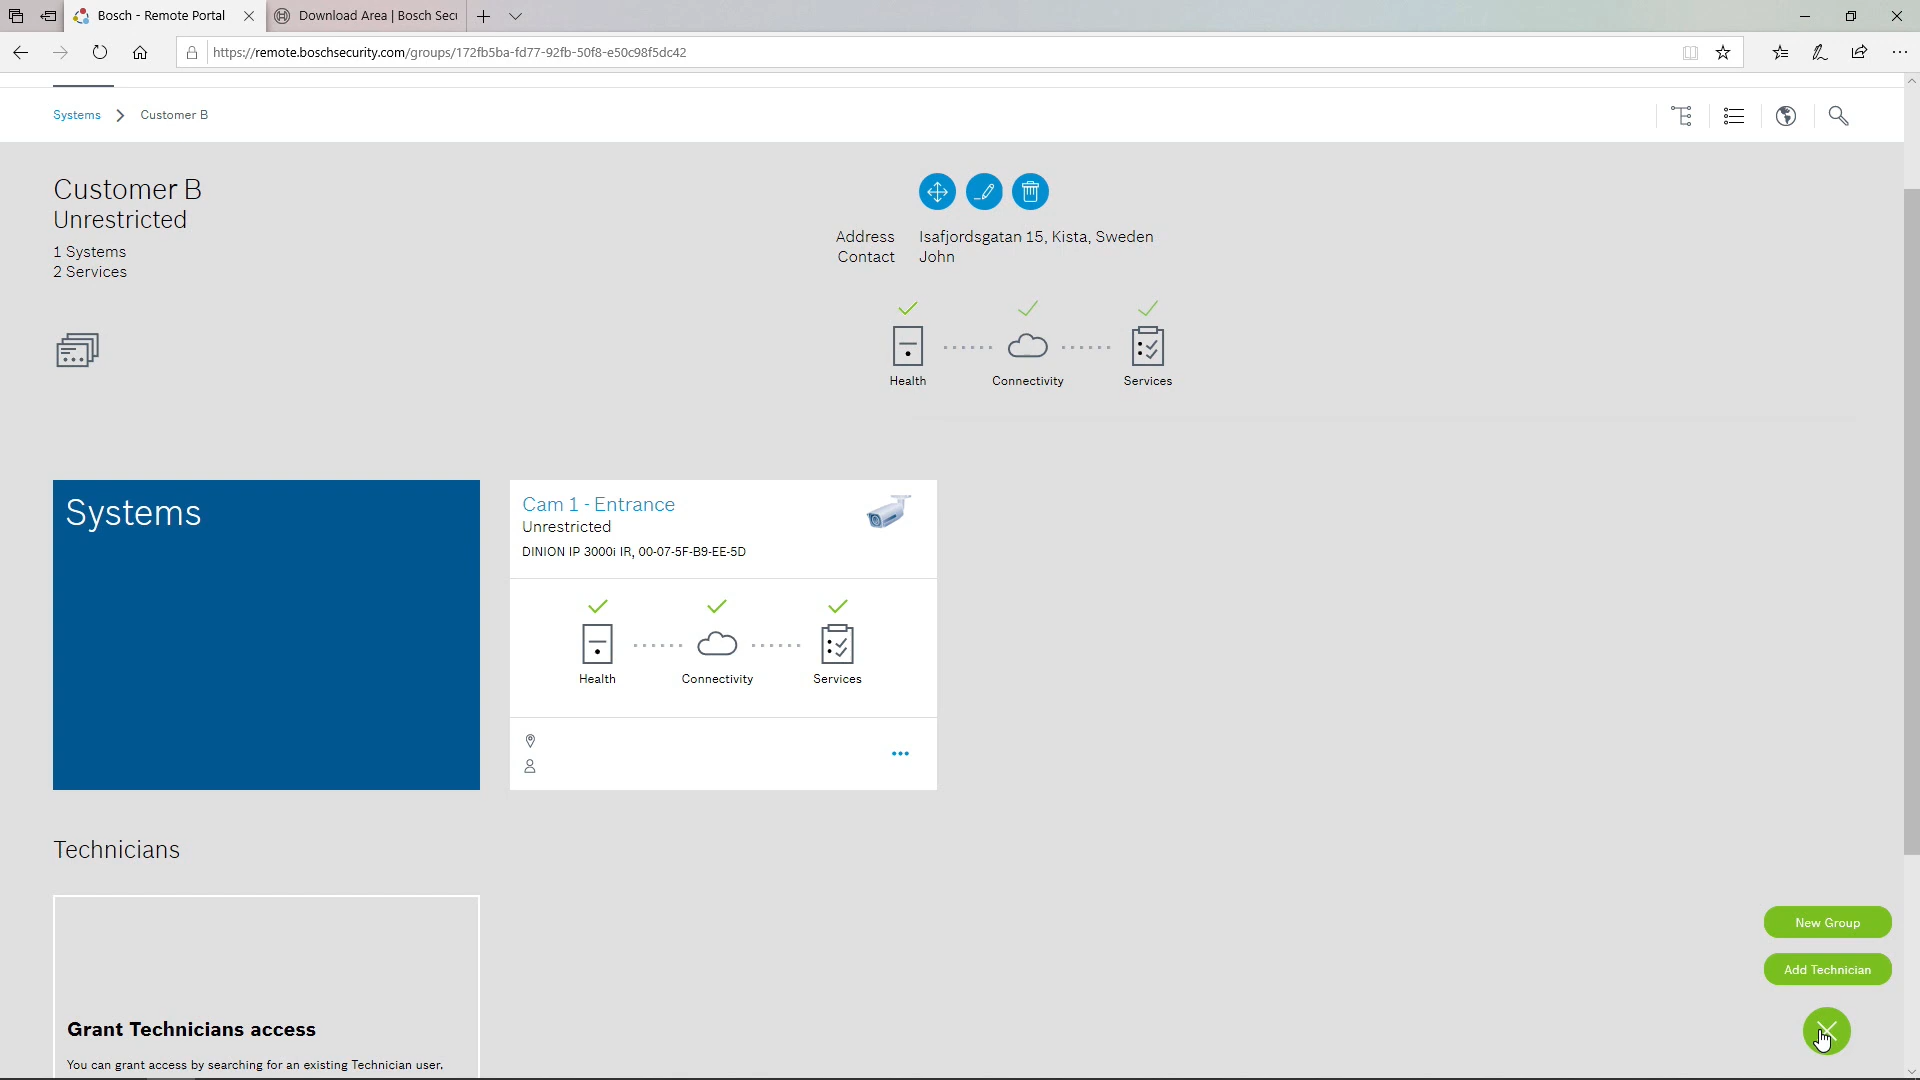 Bosch - Remote Portal
Download Area | Bosch Secu
https://remote.boschsecurity.com/groups/172fb5ba-fd77-92fb-50f8-e50c98f5dc42
Systems
Customer B
Customer B
Unrestricted
1 Systems
2 Services
Address Isafjordsgatan 15, Kista, Sweden
Contact John
Health
Connectivity
Services
Systems
Cam 1 - Entrance
Unrestricted
DINION IP 3000i IR, 00-07-5F-B9-EE-5D
Health
Connectivity
Services
Technicians
New Group
Add Technician
Grant Technicians access
You can grant access by searching for an existing Technician user.